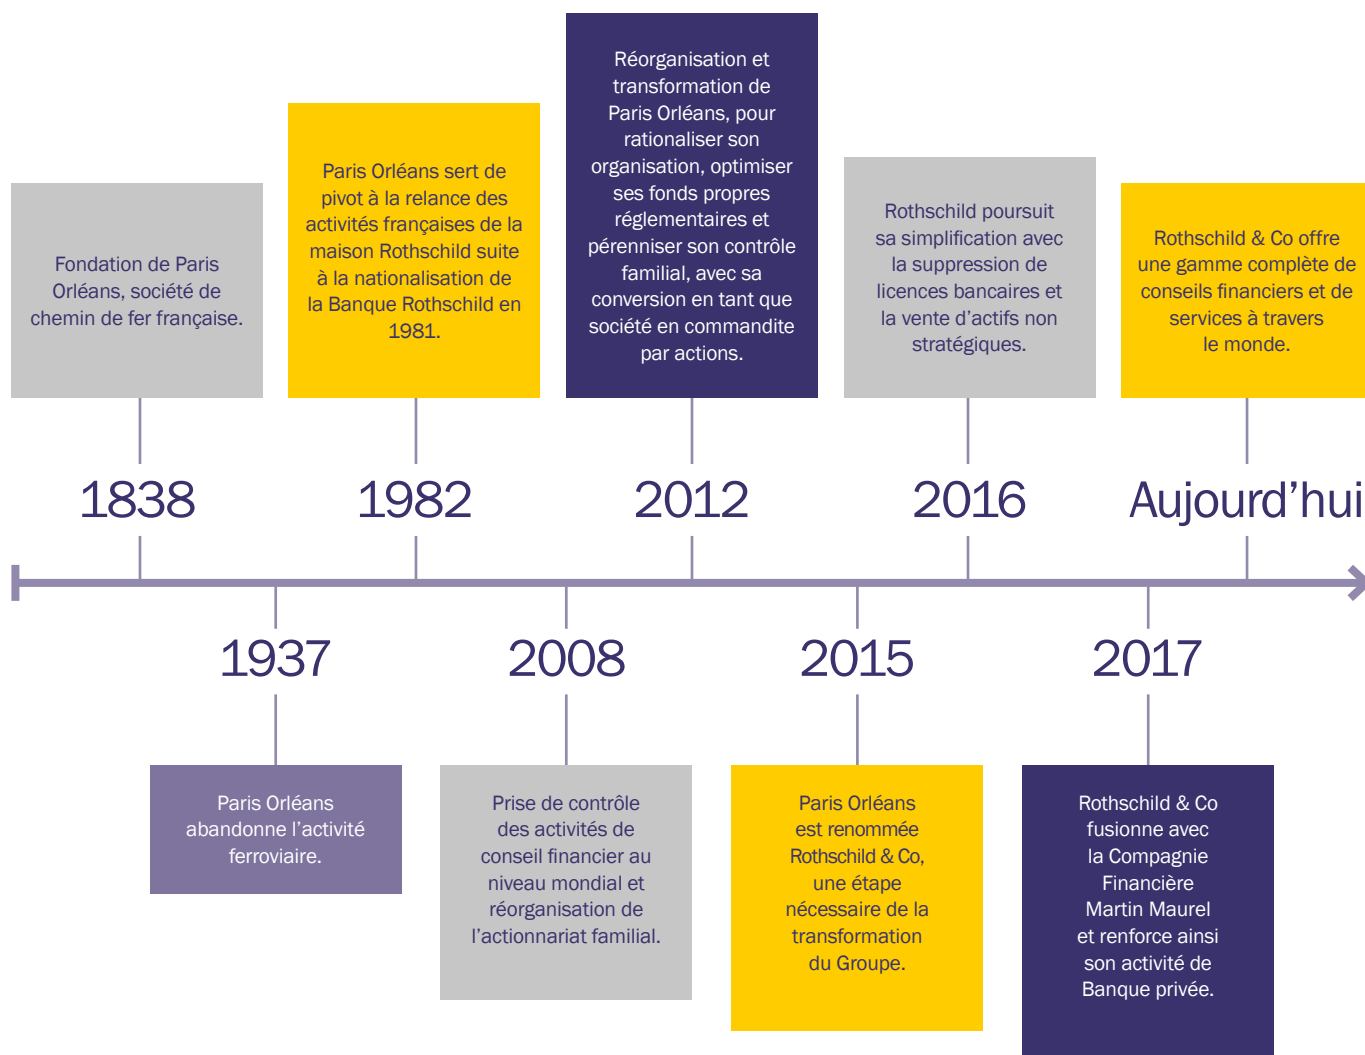 Fondation de Paris
Orléans, société de
chemin de fer française.
1838
Paris Orléans
abandonne l’activité
ferroviaire.
1937
Paris Orléans sert de
pivot à la relance des
activités françaises de la
maison Rothschild suite
à la nationalisation de
la Banque Rothschild en
1981.
1982
2008
Prise de contrôle
des activités de
conseil financier au
niveau mondial et
réorganisation de
l’actionnariat familial.
Réorganisation et
transformation de
Paris Orléans, pour
rationaliser son
organisation, optimiser
ses fonds propres
réglementaires et
pérenniser son contrôle
familial, avec sa
conversion en tant que
société en commandite
par actions.
2012
2015
Paris Orléans
est renommée
Rothschild & Co,
une étape
nécessaire de la
transformation
du Groupe.
Rothschild poursuit
sa simplification avec
la suppression de
licences bancaires et
la vente d’actifs non
stratégiques.
2016
2017
Rothschild & Co
fusionne avec
la Compagnie
Financière
Martin Maurel
et renforce ainsi
son activité de
Banque privée.
Rothschild & Co offre
une gamme complète de
conseils financiers et de
services à travers
le monde.
Aujourd’hui